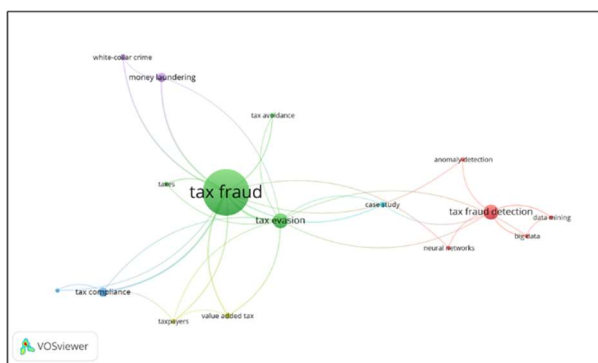 white-collar crime
money laundering
tax avoidance
anomaly detection
taxes
tax fraud
case study
tax evasion
tax fraud detection
data mining
big data
neural networks
tax compliance
value added tax
taxpayers
VOSviewer